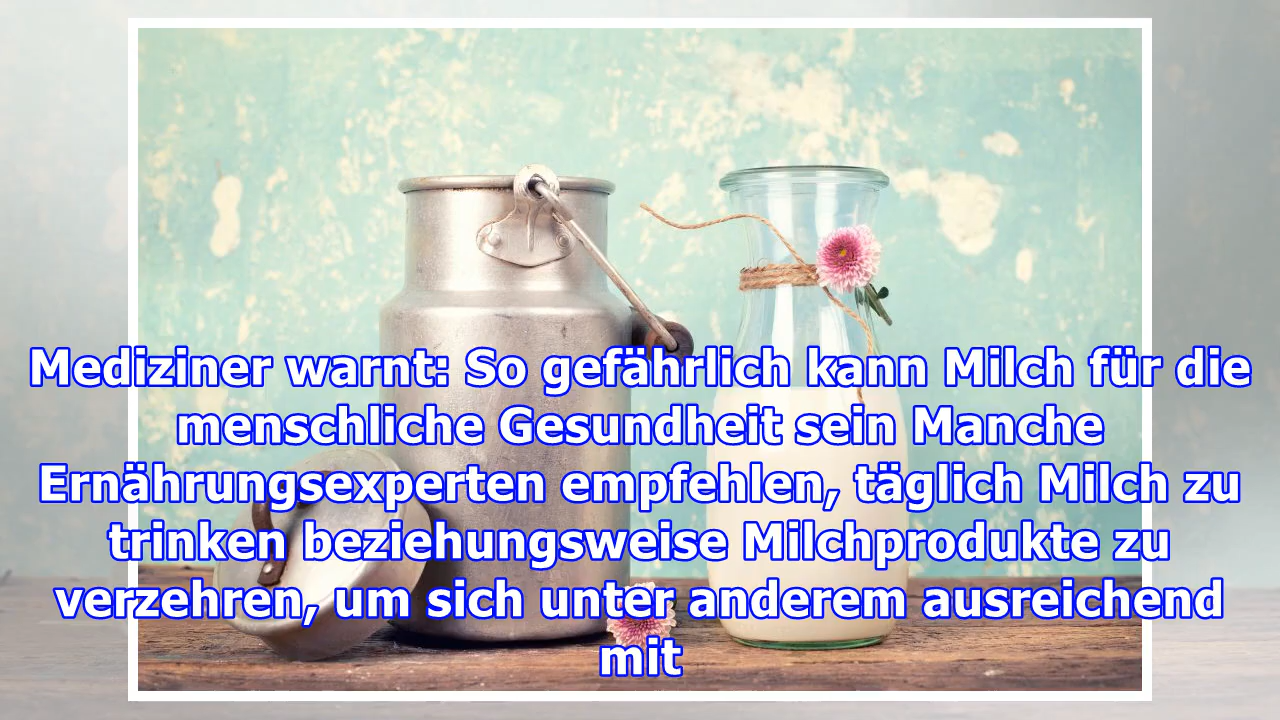 Mediziner warnt: So gefährlich kann Milch für die
menschliche Gesundheit sein Manche
Ernährungsexperten empfehlen, täglich Milch zu
trinken beziehungsweise Milchprodukte zu
verzehren, um sich unter anderem ausreichend
mit